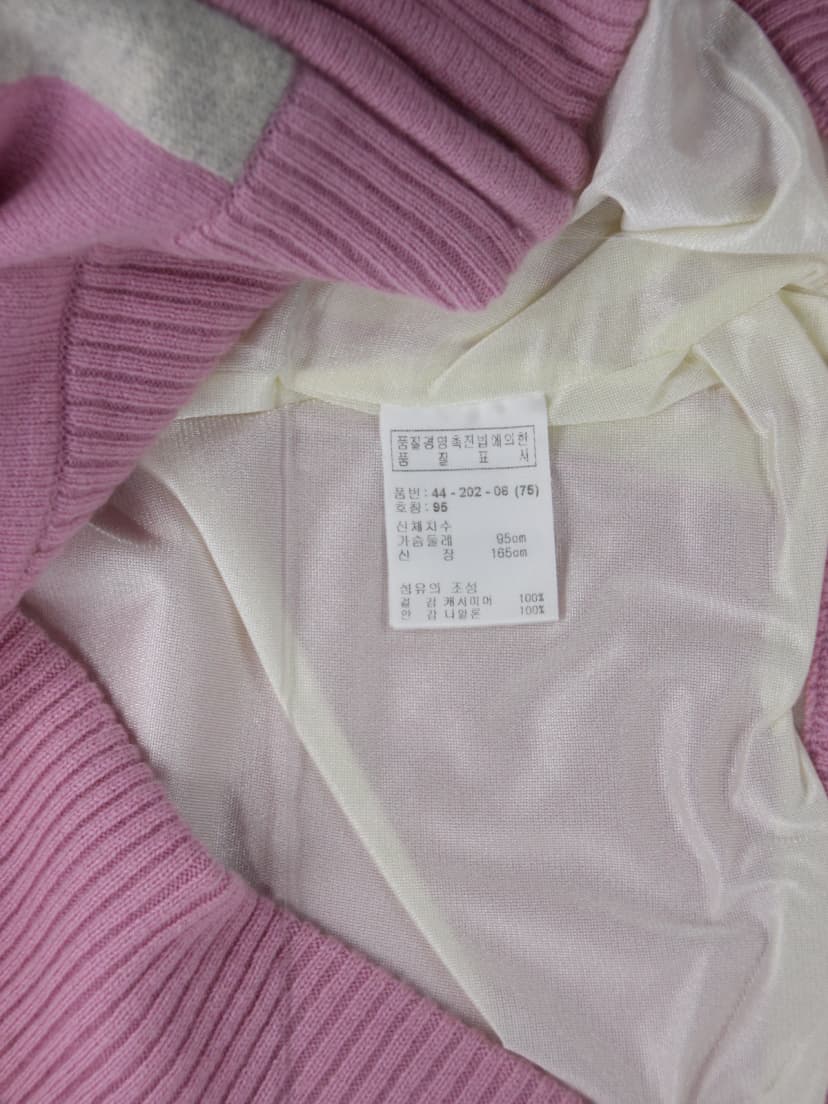 품질경영촉진법에의한
품 질 표 시
품번 : 44 - 202 - 08 (75)
호칭 : 95
신체치수
가슴둘레 95cm
신 장 165cm
섬유의 조성
겉 감 캐시미어 100%
안 감 나일론 100%